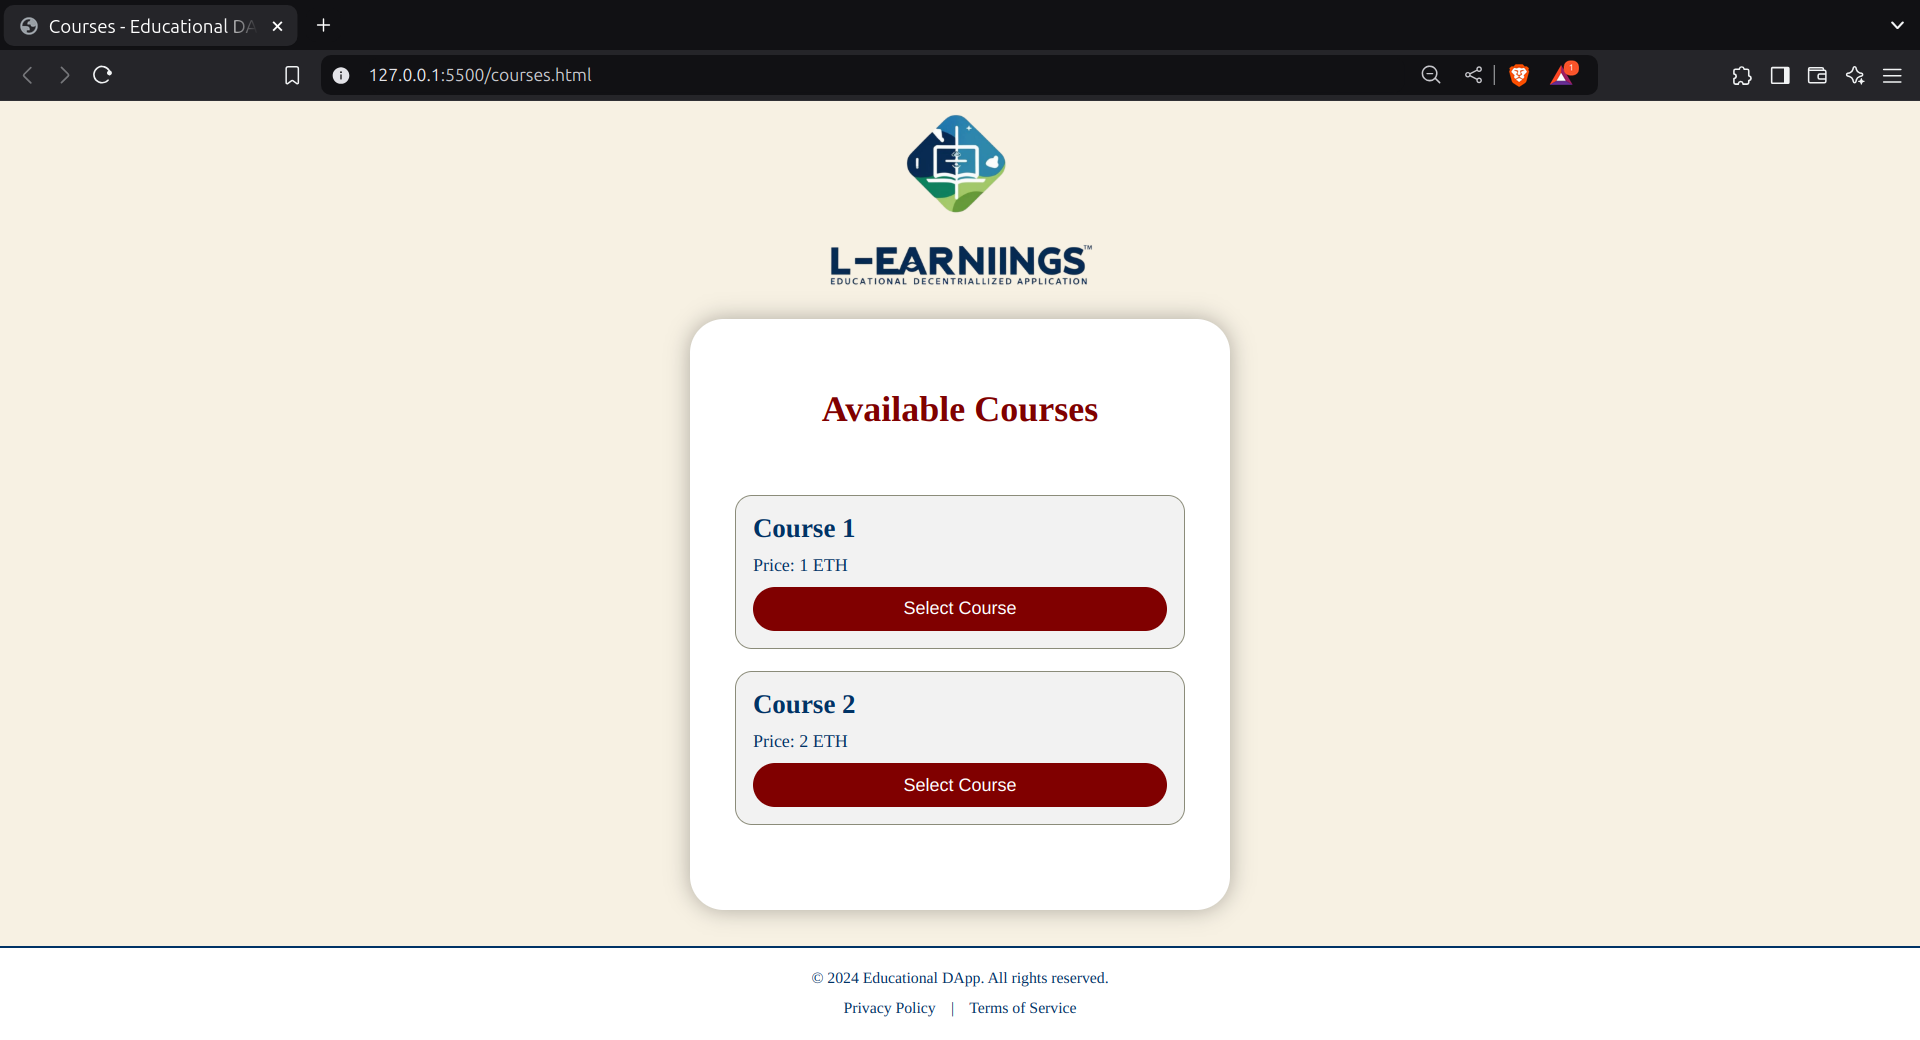 Courses - Educational DA
127.0.0.1:5500/courses.html
1
L-EARNIINGS™
EDUCATIONAL DECENTRIALLIZED APPLICATION
Available Courses
Course 1
Price: 1 ETH
Select Course
Course 2
Price: 2 ETH
Select Course
© 2024 Educational DApp. All rights reserved.
Privacy Policy | Terms of Service